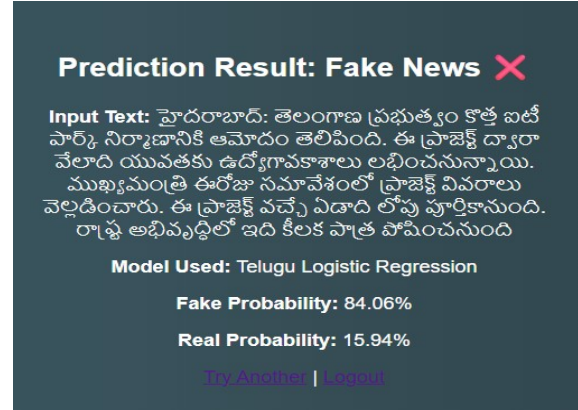 Prediction Result: Fake News ❌
Input Text: హైదరాబాద్: తెలంగాణ ప్రభుత్వం కొత్త ఐటీ
పార్క్ నిర్మాణానికి ఆమోదం తెలిపింది. ఈ ప్రాజెక్ట్ ద్వారా
వేలాది యువతకు ఉద్యోగావకాశాలు లభించనున్నాయి.
ముఖ్యమంత్రి ఈరోజు సమావేశంలో ప్రాజెక్ట్ వివరాలు
వెల్లడించారు. ఈ ప్రాజెక్ట్ వచ్చే ఏడాది లోపు పూర్తికానుంది.
రాష్ట్ర అభివృద్ధిలో ఇది కీలక పాత్ర పోషించనుంది
Model Used: Telugu Logistic Regression
Fake Probability: 84.06%
Real Probability: 15.94%
Try Another | Logout